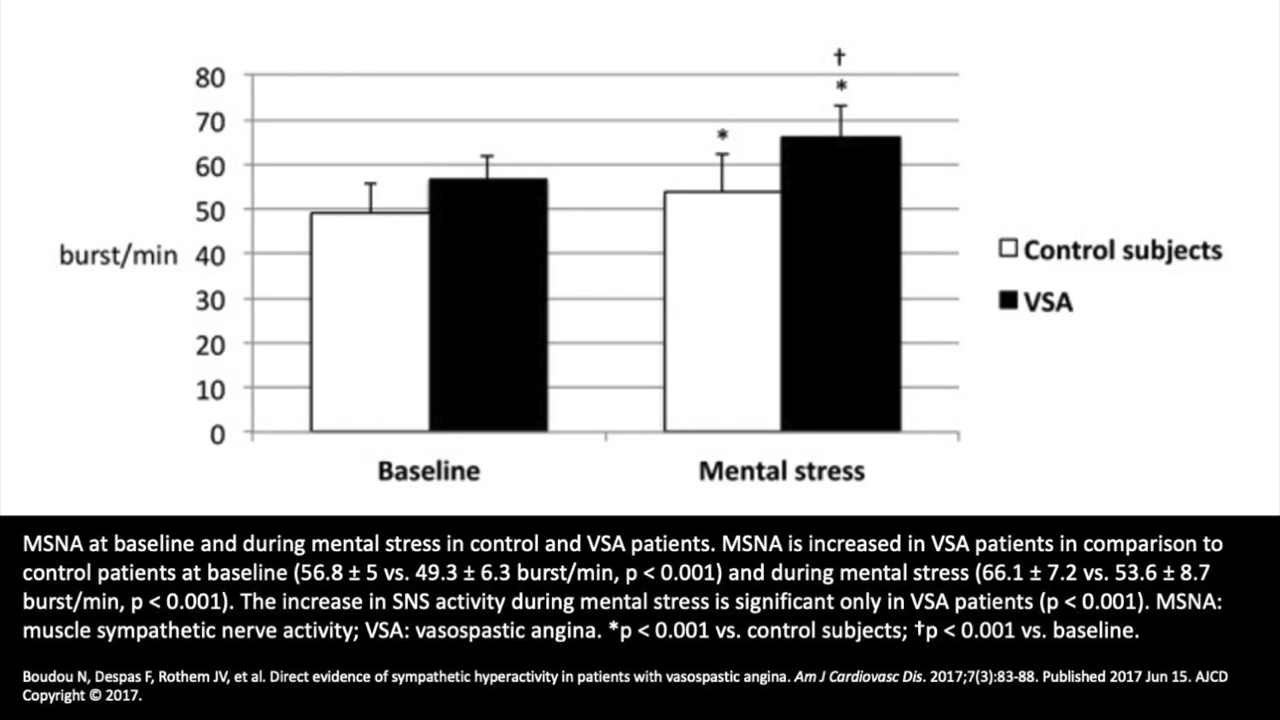 †
80
*
70
*
60
50
burst/min 40
30
20
10
0
Control subjects
VSA
Baseline Mental stress
MSNA at baseline and during mental stress in control and VSA patients. MSNA is increased in VSA patients in comparison to
control patients at baseline (56.8 ± 5 vs. 49.3 ± 6.3 burst/min, p < 0.001) and during mental stress (66.1 ± 7.2 vs. 53.6 ± 8.7
burst/min, p < 0.001). The increase in SNS activity during mental stress is significant only in VSA patients (p < 0.001). MSNA:
muscle sympathetic nerve activity; VSA: vasospastic angina. *p < 0.001 vs. control subjects; †p < 0.001 vs. baseline.
Boudou N, Despas F, Rothem JV, et al. Direct evidence of sympathetic hyperactivity in patients with vasospastic angina. Am J Cardiovasc Dis. 2017;7(3):83-88. Published 2017 Jun 15. AJCD
Copyright © 2017.